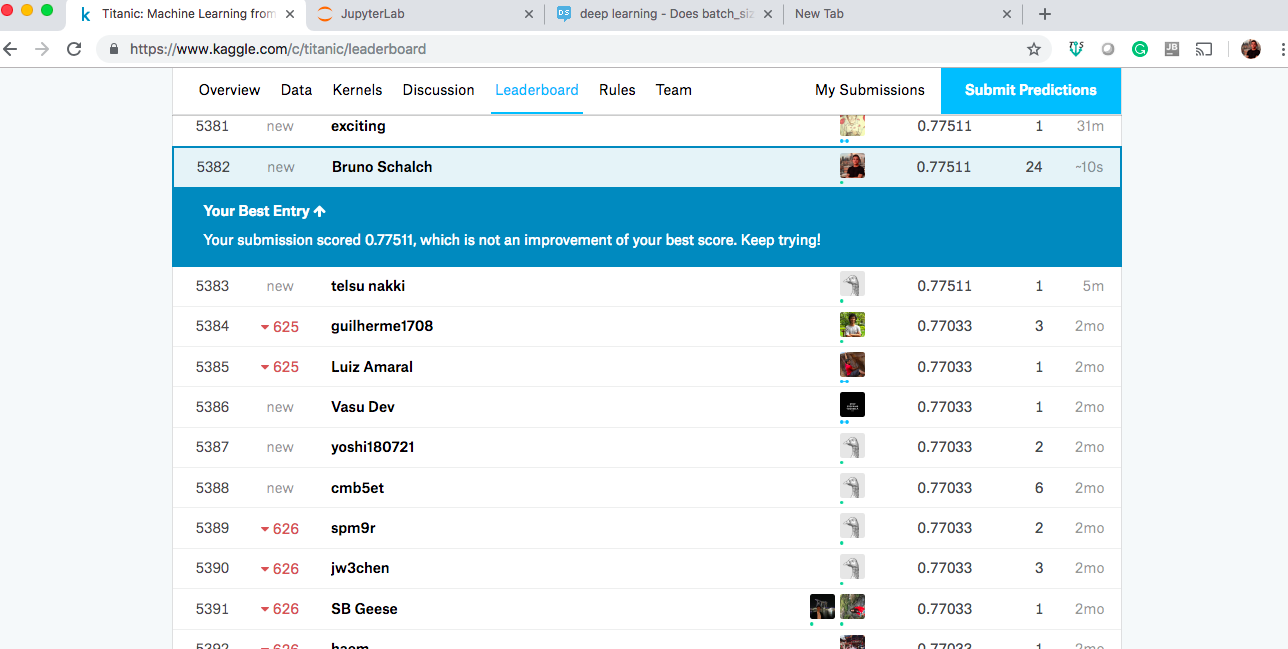 Titanic: Machine Learning from
JupyterLab
deep learning - Does batch_siz
New Tab
https://www.kaggle.com/c/titanic/leaderboard
Overview Data Kernels Discussion Leaderboard Rules Team My Submissions Submit Predictions
5381 new exciting 0.77511 1 31m
5382 new Bruno Schalch 0.77511 24 ~10s
Your Best Entry ↑
Your submission scored 0.77511, which is not an improvement of your best score. Keep trying!
5383 new telsu nakki 0.77511 1 5m
5384 ▾ 625 guilherme1708 0.77033 3 2mo
5385 ▾ 625 Luiz Amaral 0.77033 1 2mo
5386 new Vasu Dev 0.77033 1 2mo
5387 new yoshi180721 0.77033 2 2mo
5388 new cmb5et 0.77033 6 2mo
5389 ▾ 626 spm9r 0.77033 2 2mo
5390 ▾ 626 jw3chen 0.77033 3 2mo
5391 ▾ 626 SB Geese 0.77033 1 2mo
5392 ▾ 626 0.77033 1 2mo